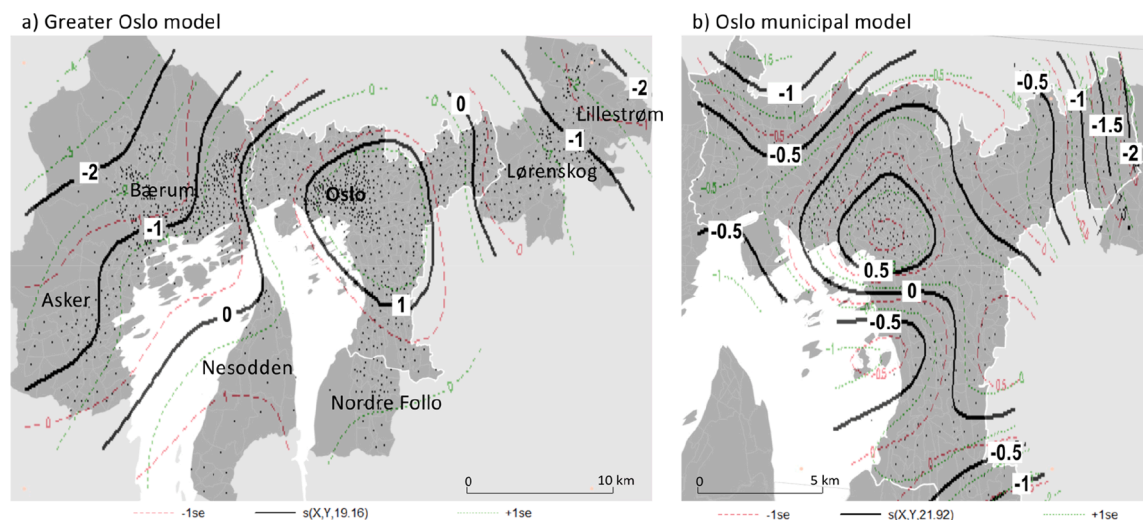 a) Greater Oslo model
b) Oslo municipal model
-2
Lillestrøm
0
-1
Lørenskog
-2
Bærum
Oslo
-1
Asker
0
1
Nesodden
Nordre Follo
0
10 km
-1se
s(X,Y,19.16)
+1se
-1
-0.5
-0.5
-1
-1.5
-2
-0.5
0.5
0
-0.5
-0.5
-1
0
5 km
-1se
s(X,Y,21.92)
+1se